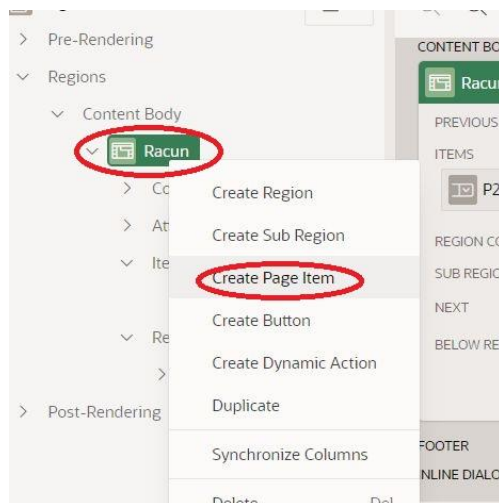 Pre-Rendering
Regions
Content Body
Racun
Create Region
Create Sub Region
Create Page Item
Create Button
Create Dynamic Action
Duplicate
Synchronize Columns
Delete Del
Post-Rendering
CONTENT BO
Racu
PREVIOUS
ITEMS
P2
REGION CO
SUB REGIO
NEXT
BELOW RE
FOOTER
INLINE DIALO